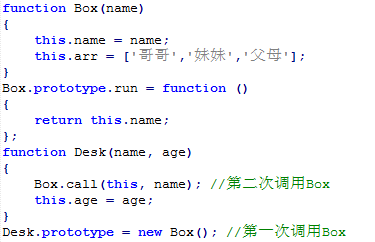 function Box(name)
{
    this.name = name;
    this.arr = ['哥哥','妹妹','父母'];
}
Box.prototype.run = function ()
{
    return this.name;
};
function Desk(name, age)
{
    Box.call(this, name); //第二次调用Box
    this.age = age;
}
Desk.prototype = new Box(); //第一次调用Box